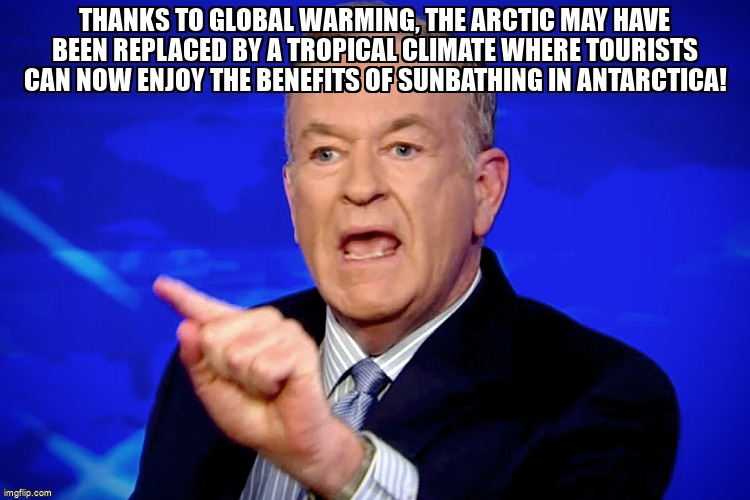 THANKS TO GLOBAL WARMING, THE ARCTIC MAY HAVE
BEEN REPLACED BY A TROPICAL CLIMATE WHERE TOURISTS
CAN NOW ENJOY THE BENEFITS OF SUNBATHING IN ANTARCTICA!
imgflip.com